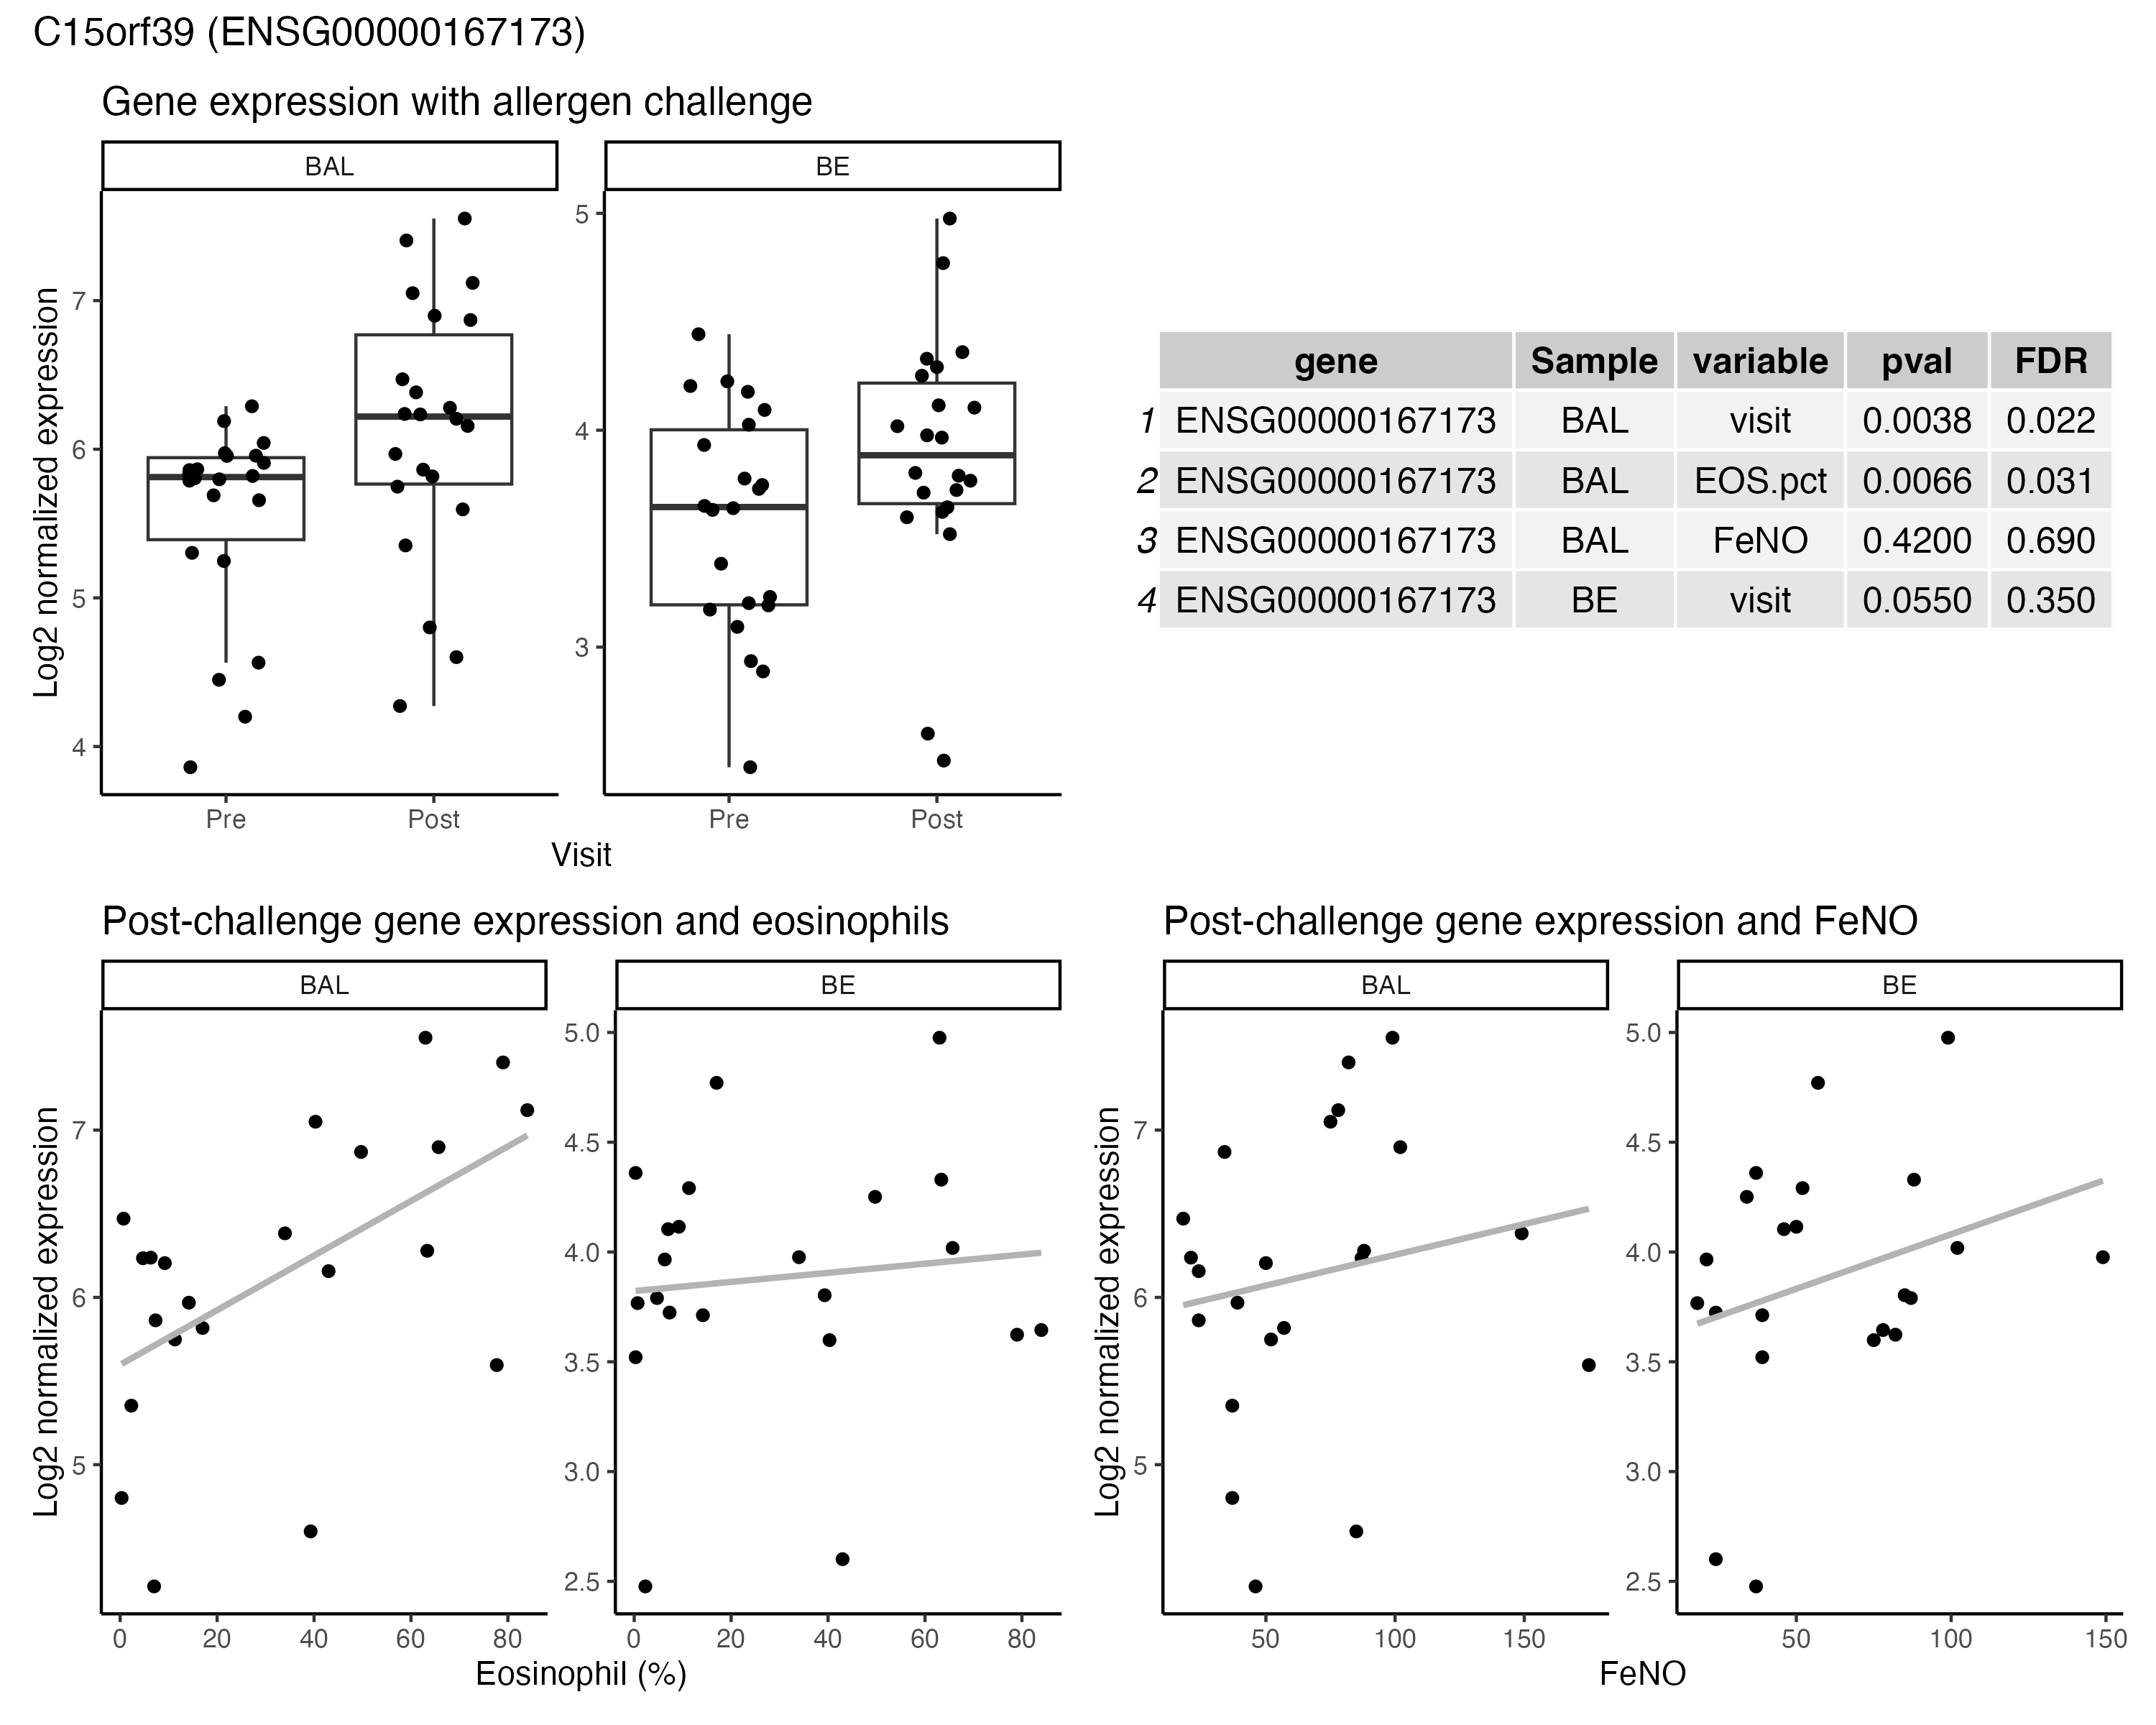 C15orf39 (ENSG00000167173)
Gene expression with allergen challenge
BAL
BE
Log2 normalized expression
7
6
5
4
5
4
3
Pre
Post
Pre
Post
Visit
gene Sample variable pval FDR
1 ENSG00000167173 BAL visit 0.0038 0.022
2 ENSG00000167173 BAL EOS.pct 0.0066 0.031
3 ENSG00000167173 BAL FeNO 0.4200 0.690
4 ENSG00000167173 BE visit 0.0550 0.350
Post-challenge gene expression and eosinophils
BAL
BE
Log2 normalized expression
7
6
5
5.0
4.5
4.0
3.5
3.0
2.5
0 20 40 60 80
0 20 40 60 80
Eosinophil (%)
Post-challenge gene expression and FeNO
BAL
BE
Log2 normalized expression
7
6
5
5.0
4.5
4.0
3.5
3.0
2.5
50 100 150
50 100 150
FeNO